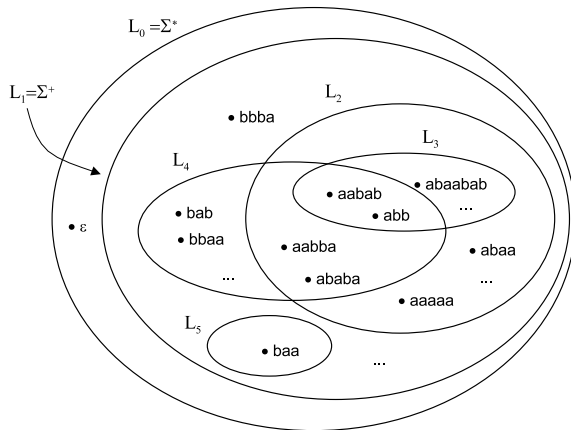 L₀=Σ*
L₁=Σ⁺
L₂
• bbba
L₃
L₄
• abaabab
• aabab
...
• bab
• abb
• ε
• bbaa
• aabba
• abaa
...
• ababa
...
• aaaaa
L₅
• baa
...